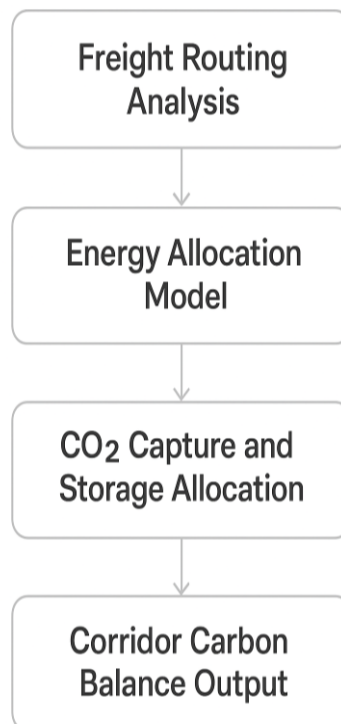 Freight Routing
Analysis
Energy Allocation
Model
CO₂ Capture and
Storage Allocation
Corridor Carbon
Balance Output